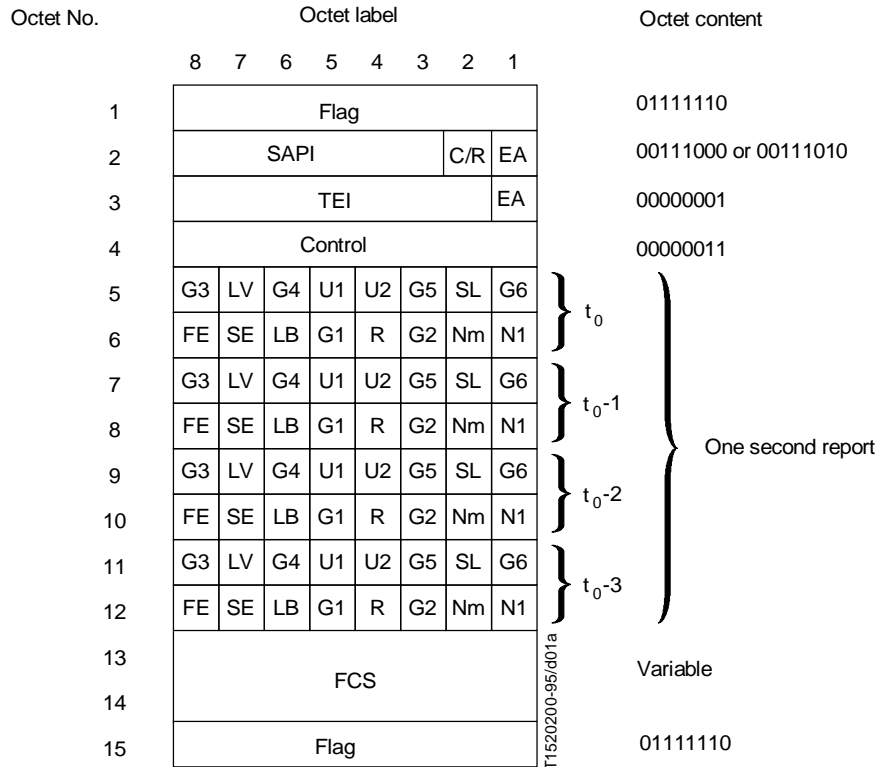 Octet No. Octet label Octet content
8 7 6 5 4 3 2 1
1 Flag 01111110
2 SAPI C/R EA 00111000 or 00111010
3 TEI EA 00000001
4 Control 00000011
5 G3 LV G4 U1 U2 G5 SL G6
t0
6 FE SE LB G1 R G2 Nm N1
7 G3 LV G4 U1 U2 G5 SL G6
t0-1
8 FE SE LB G1 R G2 Nm N1
One second report
9 G3 LV G4 U1 U2 G5 SL G6
t0-2
10 FE SE LB G1 R G2 Nm N1
11 G3 LV G4 U1 U2 G5 SL G6
t0-3
12 FE SE LB G1 R G2 Nm N1
13
FCS Variable
14
15 Flag 01111110
T1520200-95/d01a